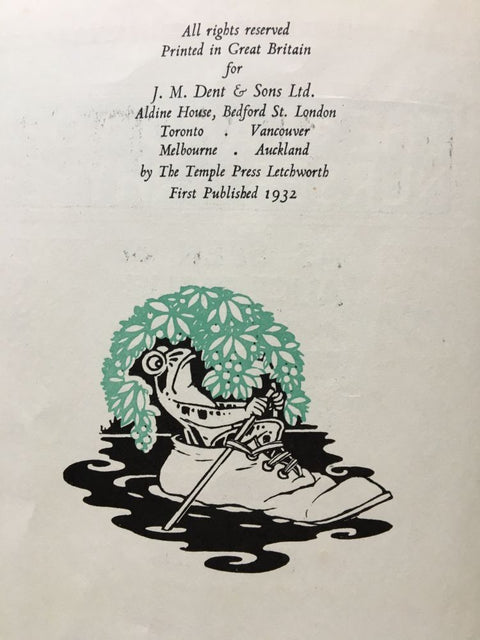 All rights reserved
Printed in Great Britain
for
J. M. Dent & Sons Ltd.
Aldine House, Bedford St. London
Toronto . Vancouver
Melbourne . Auckland
by The Temple Press Letchworth
First Published 1932